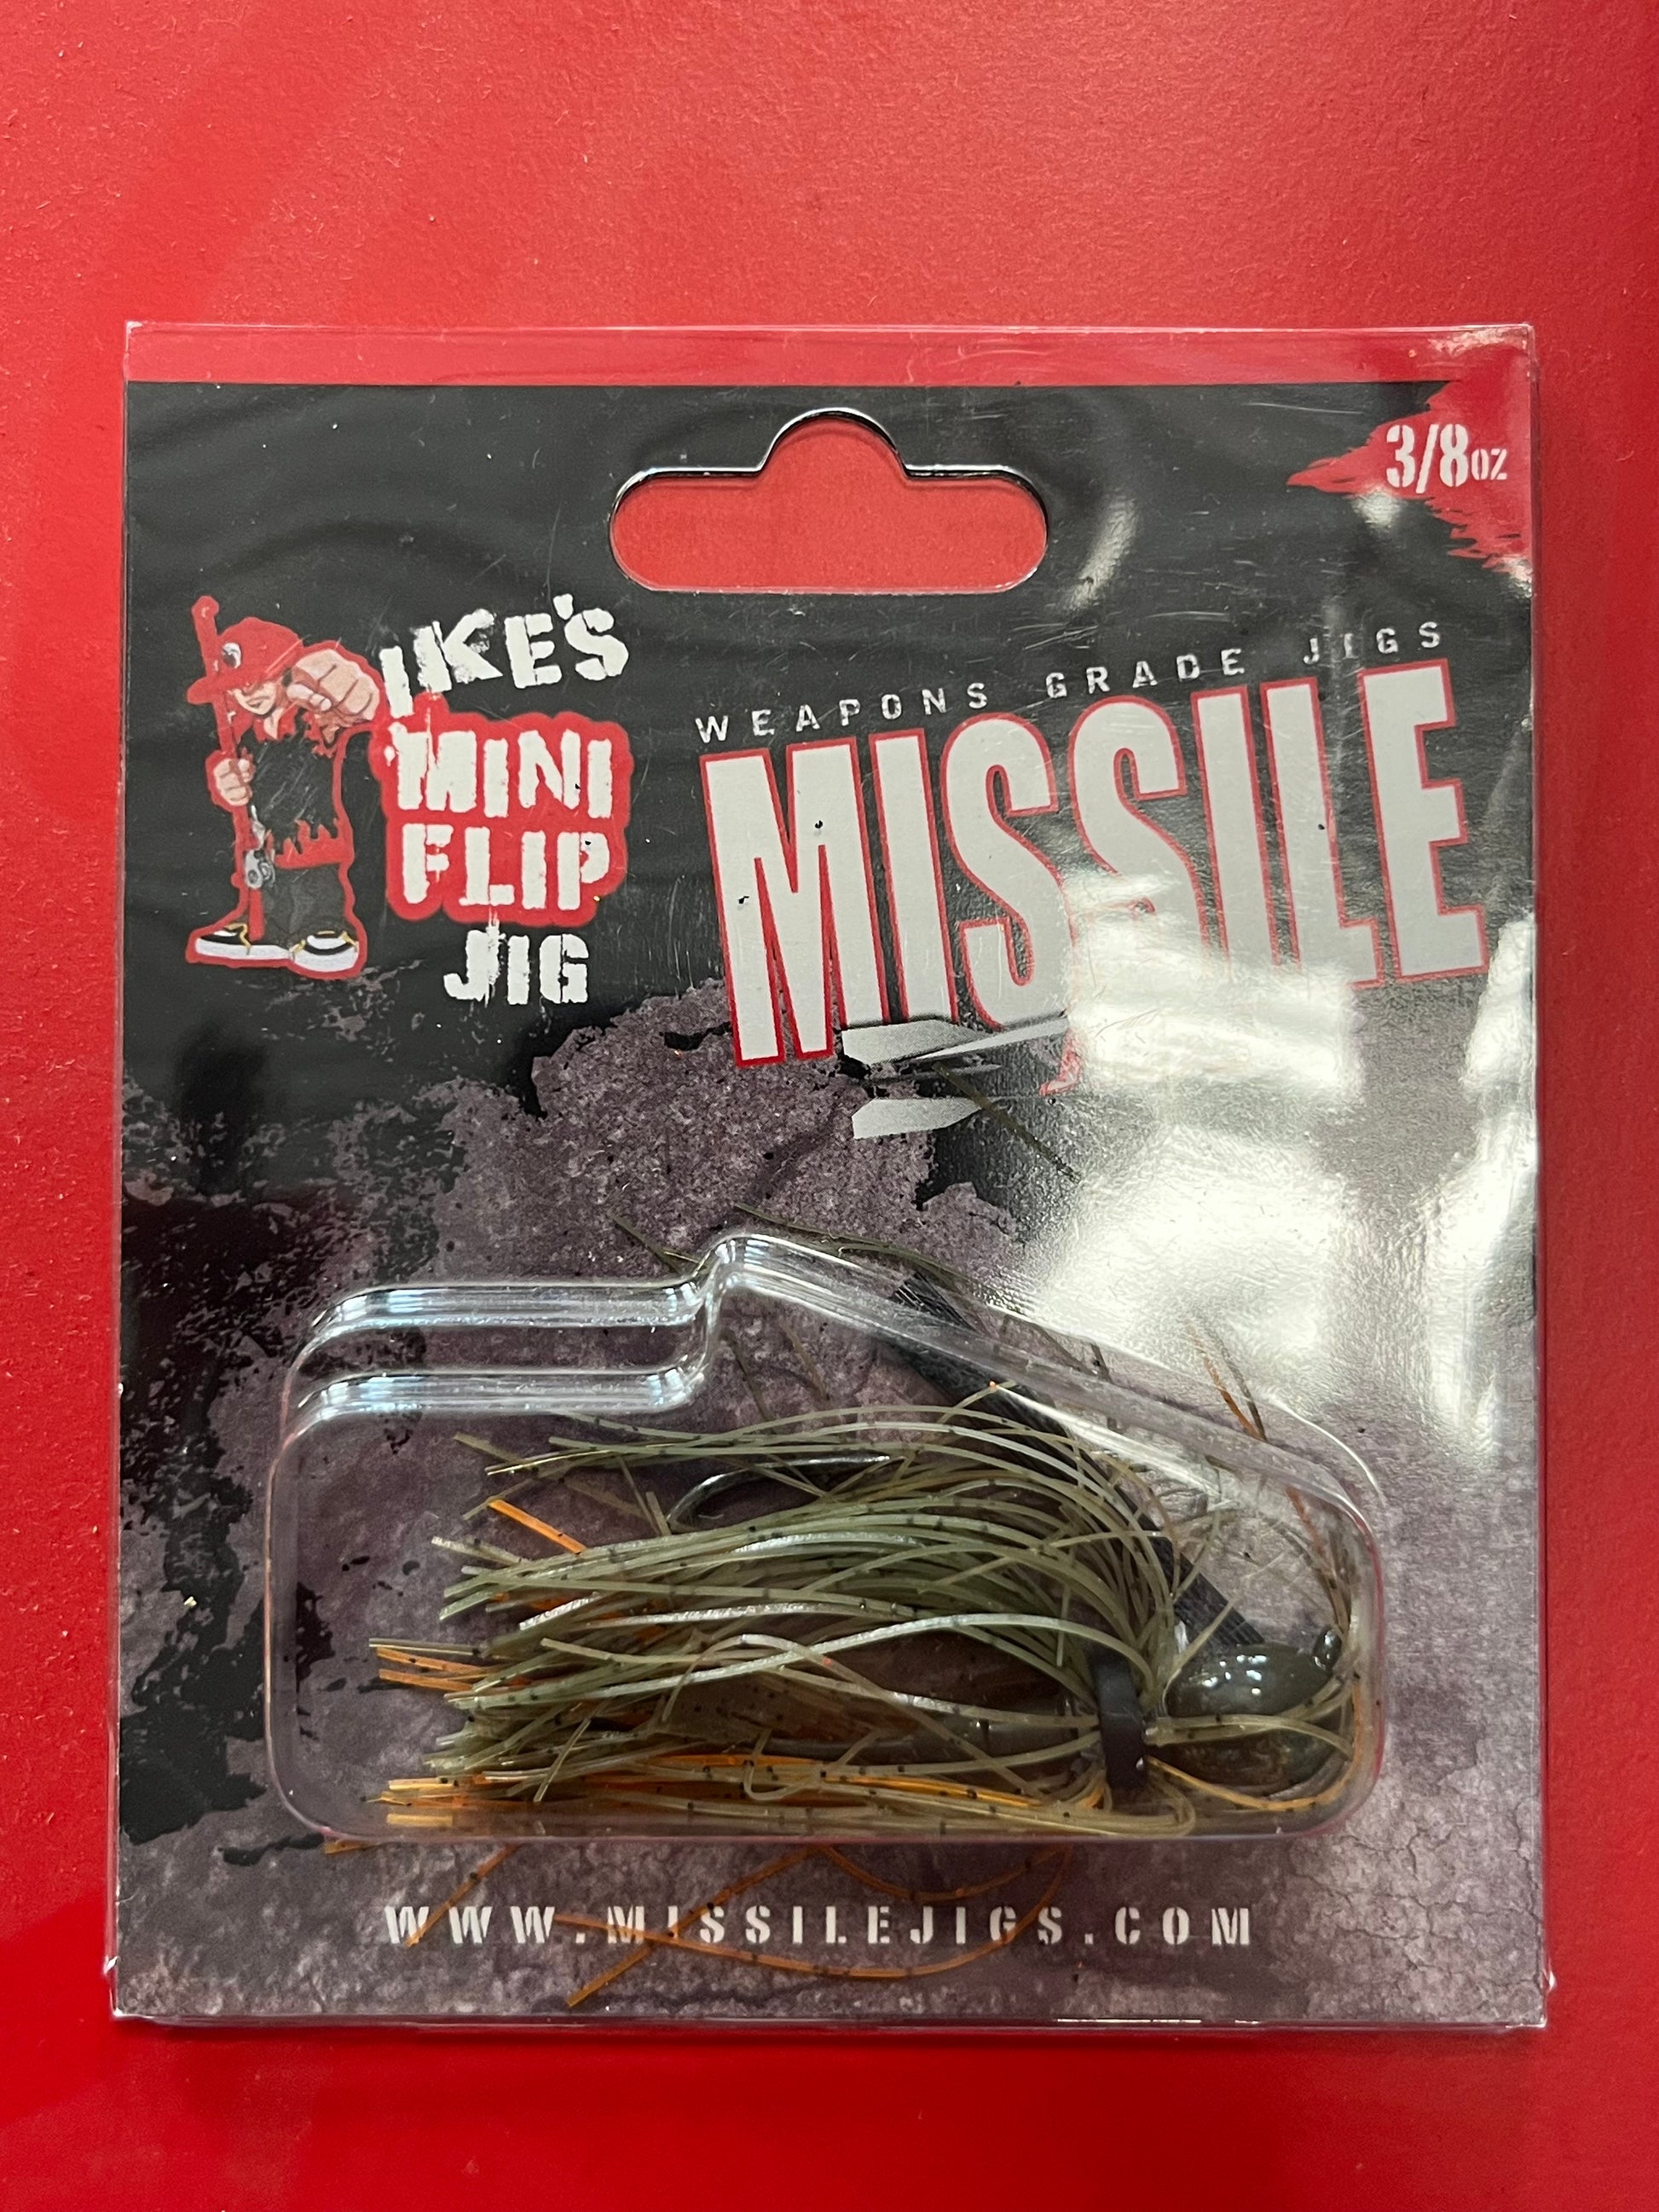 3/8OZ
IKE'S
MINI
FLIP
JIG
WEAPONS GRADE JIGS
MISSILE
WWW.MISSILEJIGS.COM